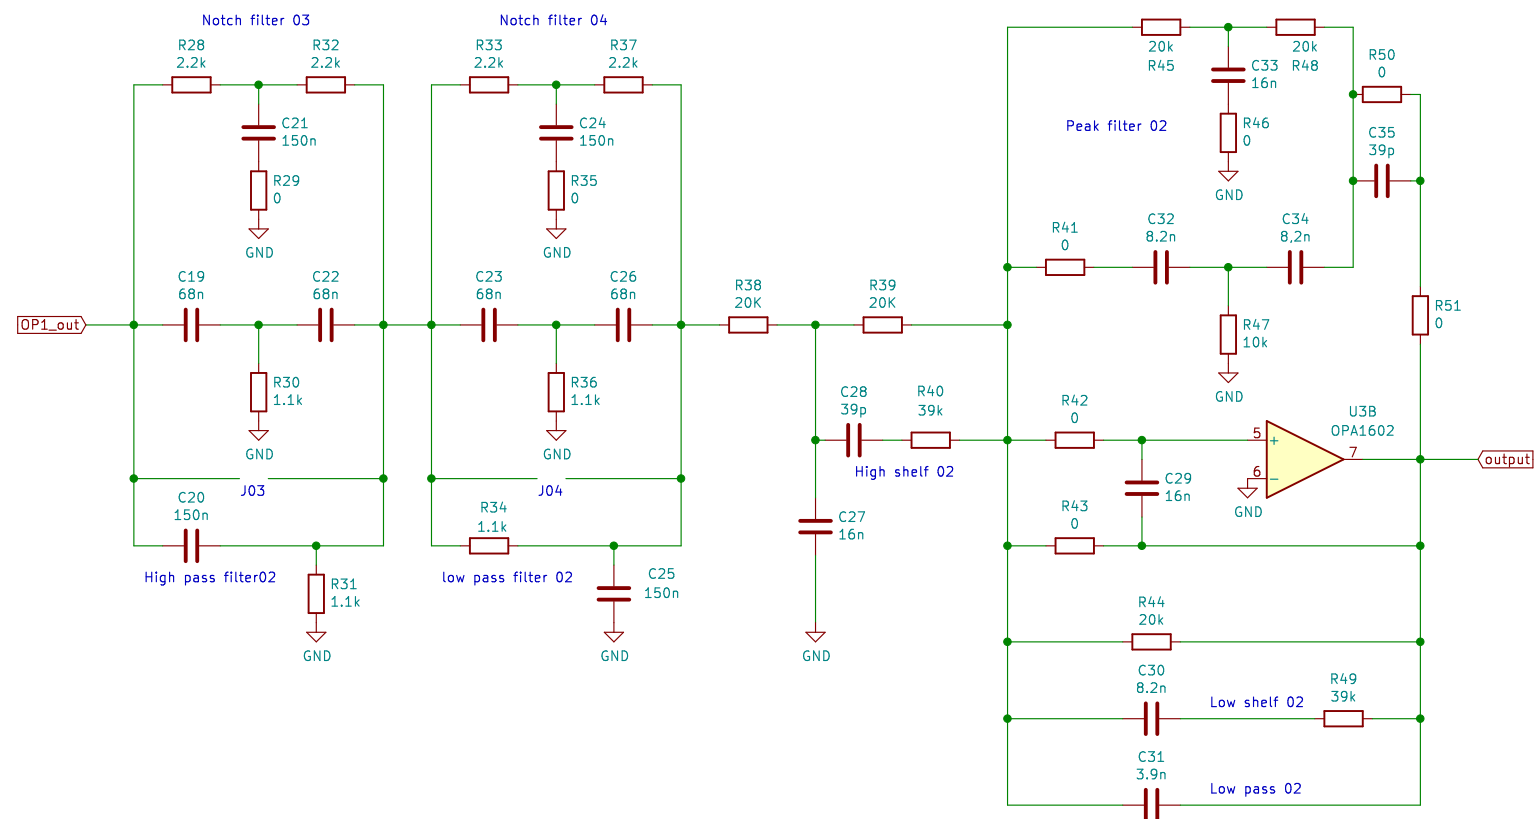 Notch filter 03
R28
2.2k
R32
2.2k
C21
150n
R29
0
GND
C19
68n
C22
68n
R30
1.1k
GND
J03
C20
150n
High pass filter02
R31
1.1k
GND
OP1_out
Notch filter 04
R33
2.2k
R37
2.2k
C24
150n
R35
0
GND
C23
68n
C26
68n
R36
1.1k
GND
J04
R34
1.1k
low pass filter 02
C25
150n
GND
R38
20K
R39
20K
C28
39p
R40
39k
High shelf 02
C27
16n
GND
20k
R45
20k
R48
C33
16n
R46
0
GND
Peak filter 02
R50
0
C35
39p
R41
0
C32
8.2n
C34
8,2n
R47
10k
GND
R51
0
R42
0
C29
16n
R43
0
U3B
OPA1602
5
+
6
-
7
GND
output
R44
20k
C30
8.2n
Low shelf 02
R49
39k
C31
3.9n
Low pass 02